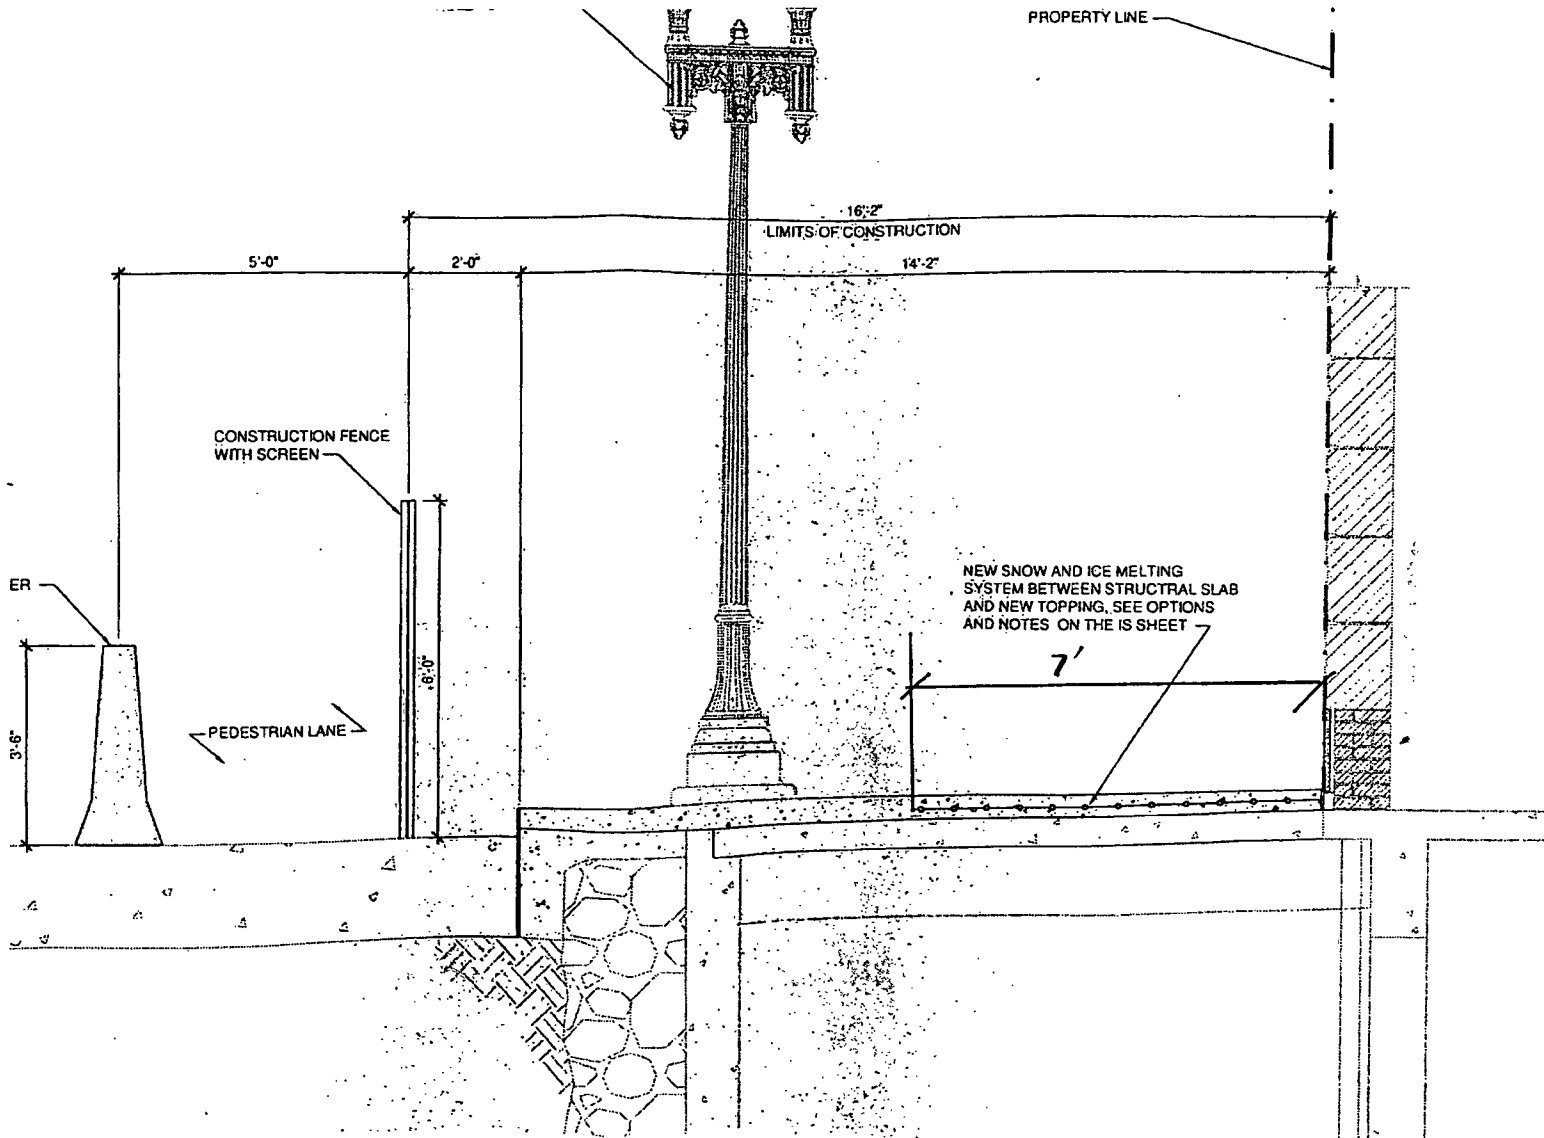 PROPERTY LINE
16'-2"
LIMITS OF CONSTRUCTION
5'-0"
2'-0"
14'-2"
CONSTRUCTION FENCE
WITH SCREEN
NEW SNOW AND ICE MELTING
SYSTEM BETWEEN STRUCTRAL SLAB
AND NEW TOPPING, SEE OPTIONS
AND NOTES ON THE IS SHEET
ER
7'
6'-0"
PEDESTRIAN LANE
3'-6"